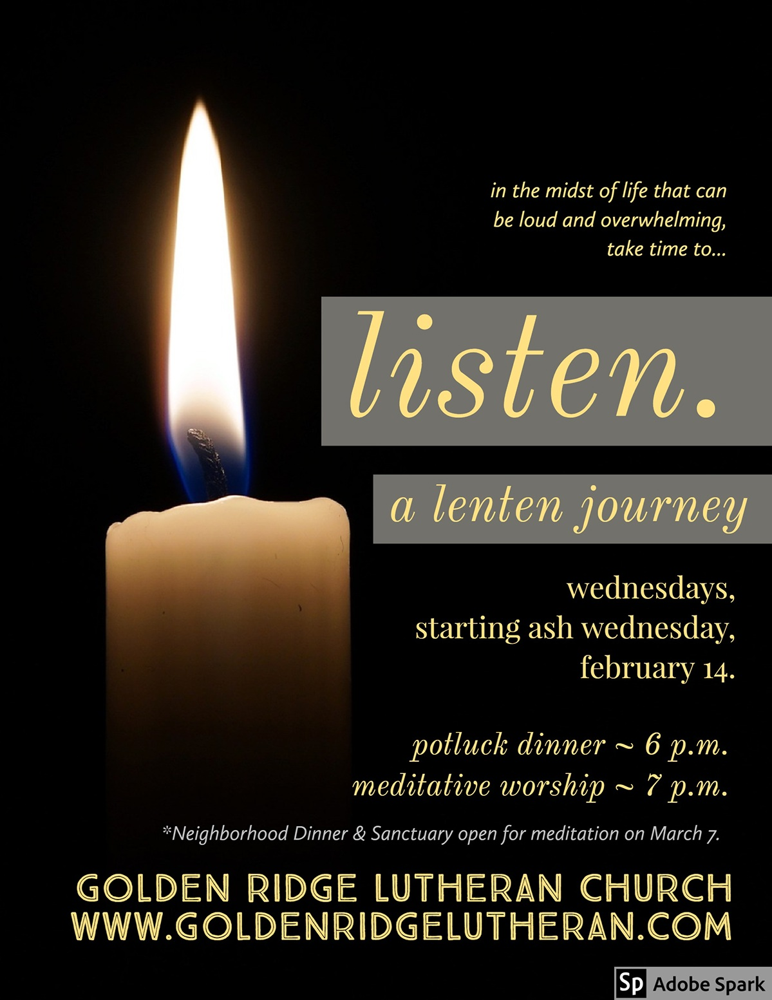 in the midst of life that can
be loud and overwhelming,
take time to...
listen.
a lenten journey
wednesdays,
starting ash wednesday,
february 14.
potluck dinner ~ 6 p.m.
meditative worship ~ 7 p.m.
*Neighborhood Dinner & Sanctuary open for meditation on March 7.
GOLDEN RIDGE LUTHERAN CHURCH
WWW.GOLDENRIDGELUTHERAN.COM
Sp Adobe Spark